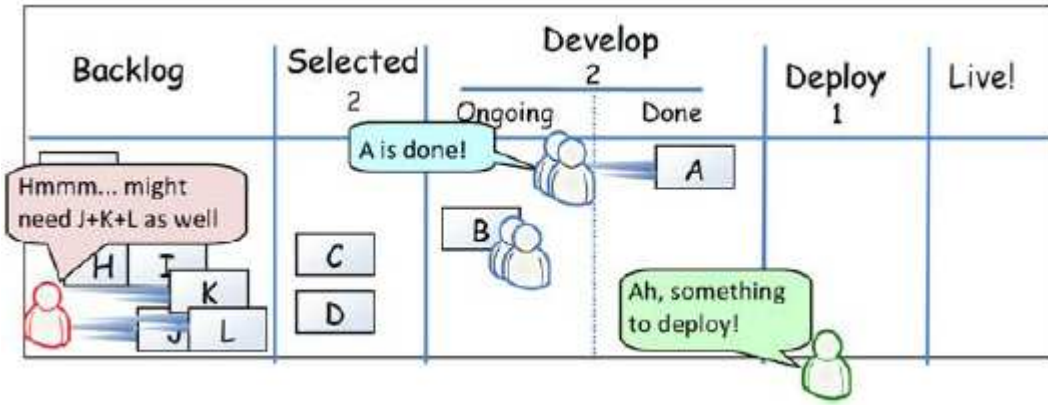 Backlog
Selected
2
Develop
2
Ongoing
Done
Deploy
1
Live!
A is done!
A
Hmmm... might
need J+K+L as well
B
H
I
C
K
D
J
L
Ah, something
to deploy!